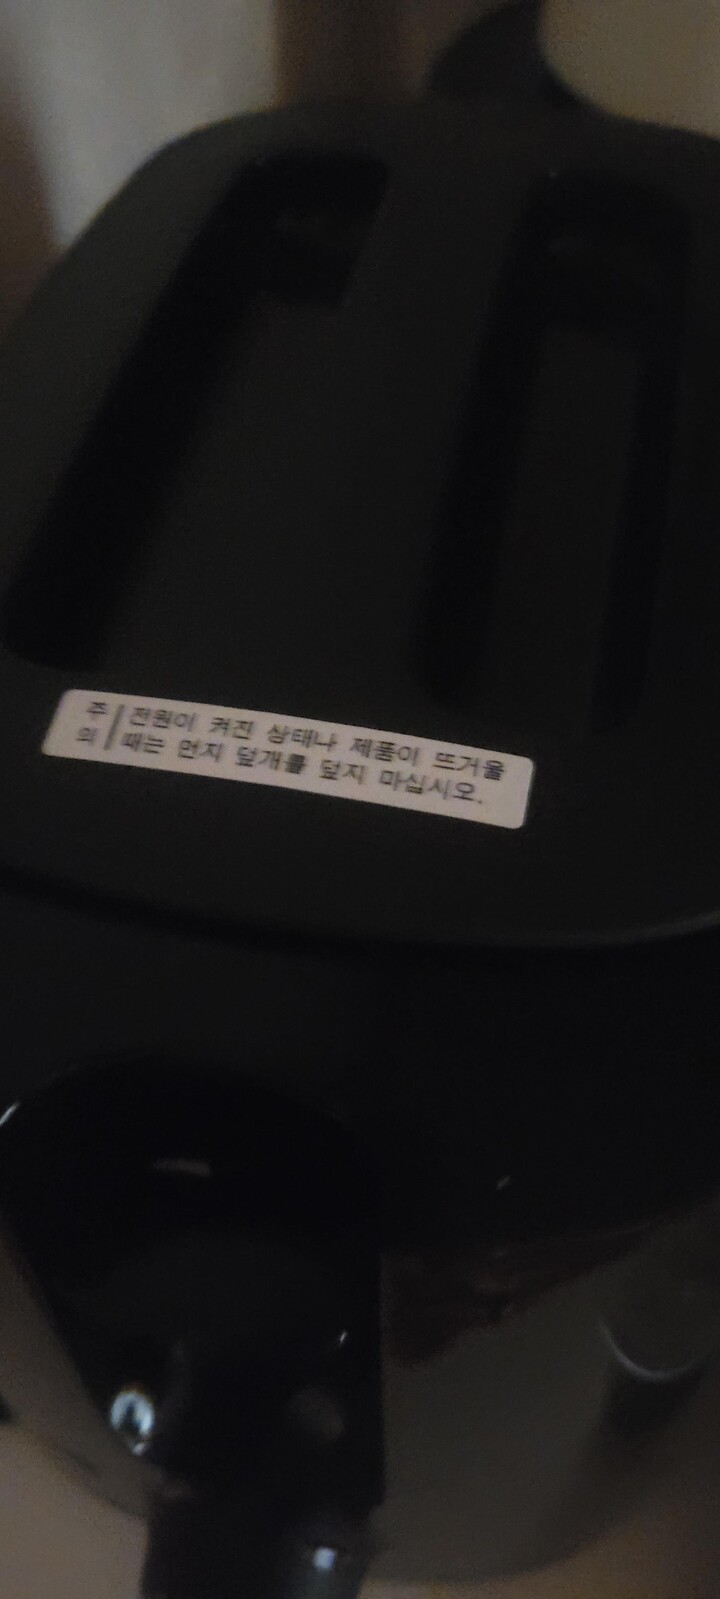 주의 전원이 켜진 상태나 제품이 뜨거울
때는 먼지 덮개를 덮지 마십시오.